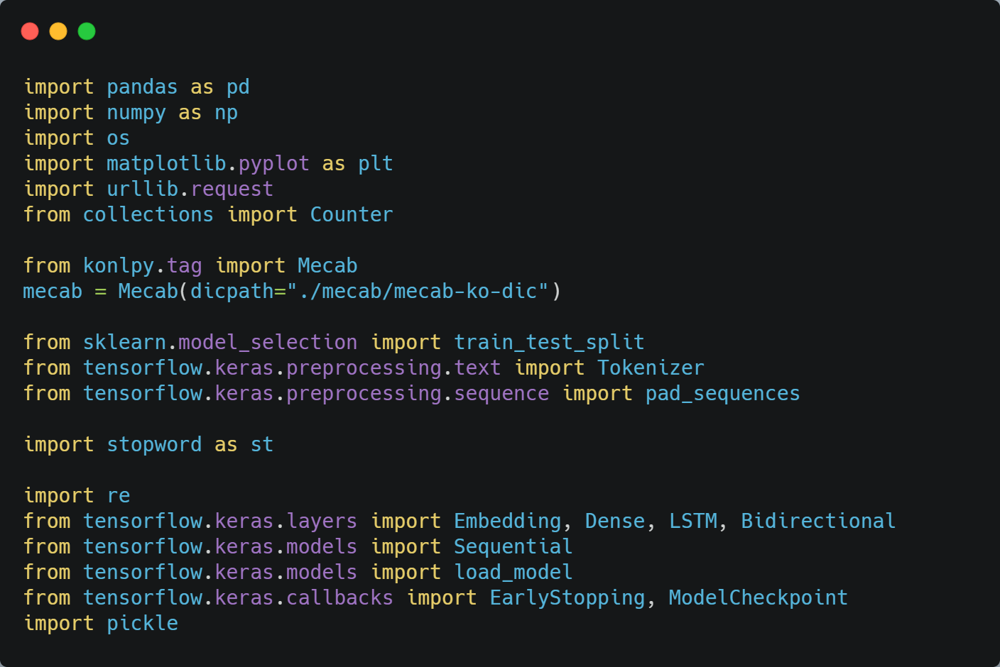 import pandas as pd
import numpy as np
import os
import matplotlib.pyplot as plt
import urllib.request
from collections import Counter

from konlpy.tag import Mecab
mecab = Mecab(dicpath="./mecab/mecab-ko-dic")

from sklearn.model_selection import train_test_split
from tensorflow.keras.preprocessing.text import Tokenizer
from tensorflow.keras.preprocessing.sequence import pad_sequences

import stopword as st

import re
from tensorflow.keras.layers import Embedding, Dense, LSTM, Bidirectional
from tensorflow.keras.models import Sequential
from tensorflow.keras.models import load_model
from tensorflow.keras.callbacks import EarlyStopping, ModelCheckpoint
import pickle